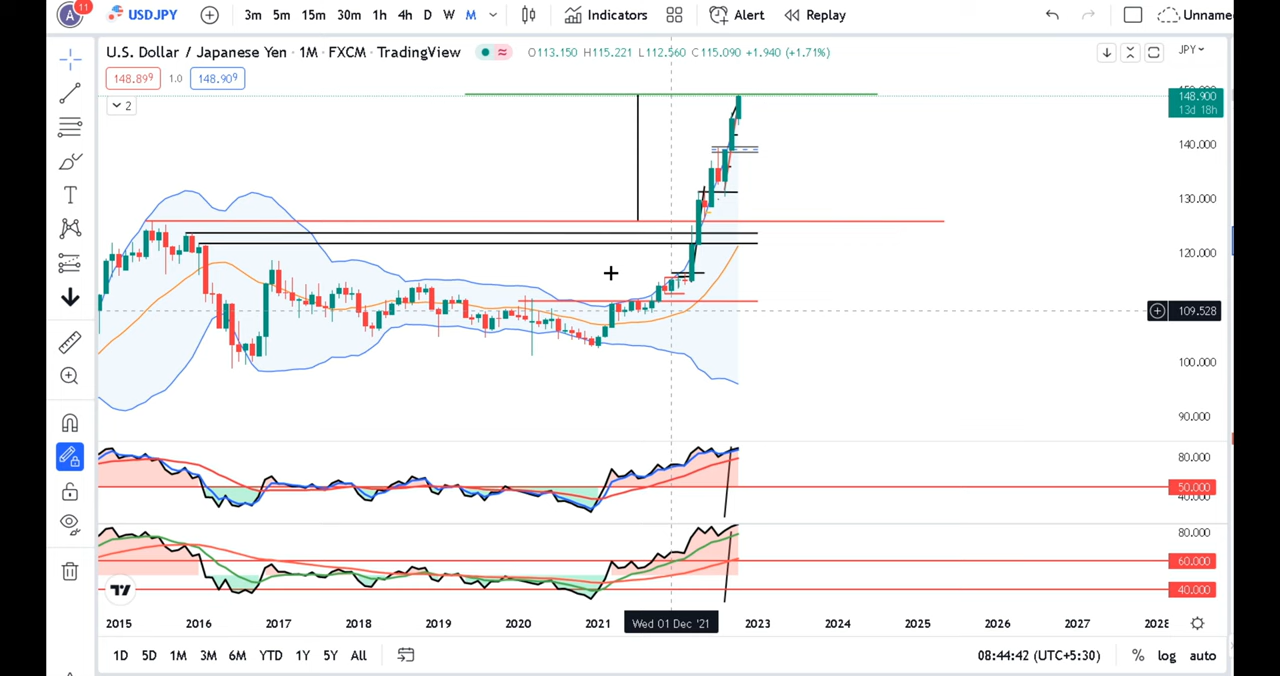 A 11 USDJPY 3m 5m 15m 30m 1h 4h D W M Indicators Alert Replay Unname
U.S. Dollar / Japanese Yen · 1M · FXCM · TradingView O113.150 H115.221 L112.560 C115.090 +1.940 (+1.71%) JPY
148.899 1.0 148.909
2
148.900
13d 18h
140.000
130.000
120.000
109.528
100.000
90.000
80.000
50.000
40.000
80.000
60.000
40.000
2015 2016 2017 2018 2019 2020 2021 Wed 01 Dec '21 2023 2024 2025 2026 2027 2028
1D 5D 1M 3M 6M YTD 1Y 5Y All 08:44:42 (UTC+5:30) % log auto